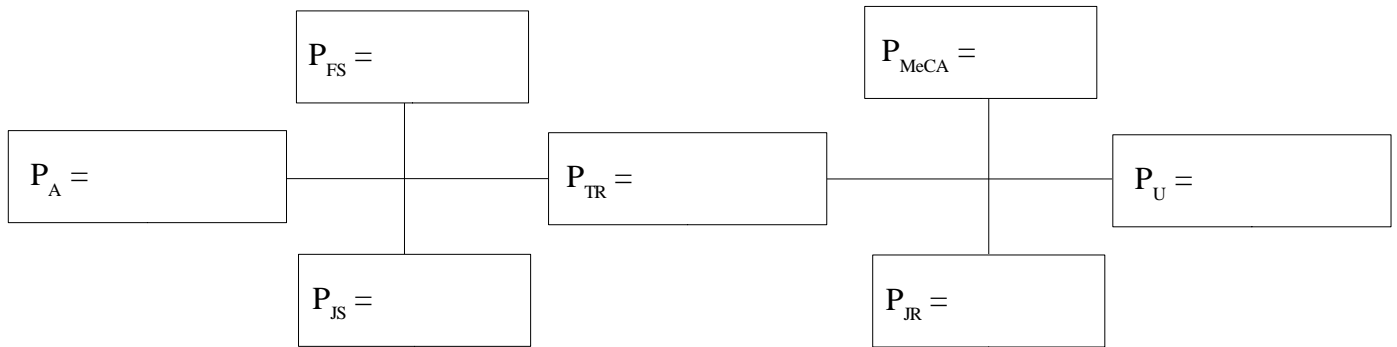 P_FS =
P_MeCA =
P_A =
P_TR =
P_U =
P_JS =
P_JR =